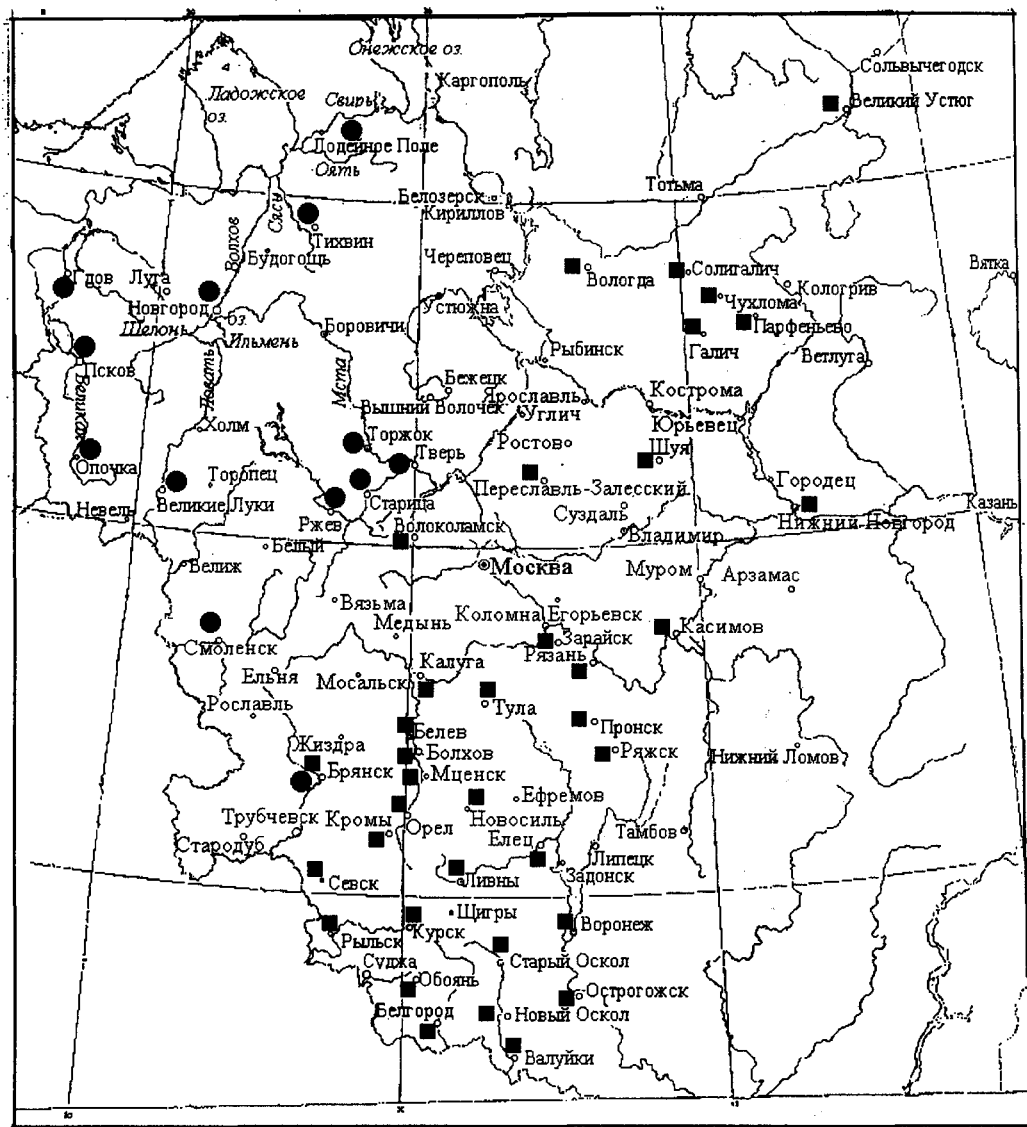 Онежское оз.
Каргополь
Сольвычегодск
Ладожское
оз.
Свирь
Великий Устюг
Лодейное Поле
Оять
Тотьма
Белозерск
Кириллов
Сясь
Волхов
Тихвин
Будогощь
Череповец
Вологда
Солигалич
Вятка
Гдов
Луга
Кологрив
Чухлома
Новгород
Устюжна
оз.
Ильмень
Шелонь
Боровичи
Парфеньево
Галич
Ветлуга
Рыбинск
Псков
Великая
Ловать
Мста
Бежецк
Вышний Волочек
Ярославль
Кострома
Углич
Юрьевец
Холм
Торжок
Ростов
Шуя
Тверь
Опочка
Торопец
Городец
Великие Луки
Старица
Переславль-Залесский
Казань
Невель
Ржев
Суздаль
Волоколамск
Нижний Новгород
Владимир
Белый
Велиж
Москва
Муром
Арзамас
Вязьма
Коломна
Егорьевск
Медынь
Касимов
Зарайск
Смоленск
Рязань
Ельня
Мосальск
Калуга
Рославль
Тула
Пронск
Белев
Жиздра
Болхов
Ряжск
Нижний Ломов
Брянск
Мценск
Ефремов
Трубчевск
Кромы
Орел
Новосиль
Тамбов
Стародуб
Елец
Липецк
Севск
Ливны
Задонск
Щигры
Рыльск
Курск
Воронеж
Суджа
Старый Оскол
Обоянь
Острогожск
Белгород
Новый Оскол
Валуйки